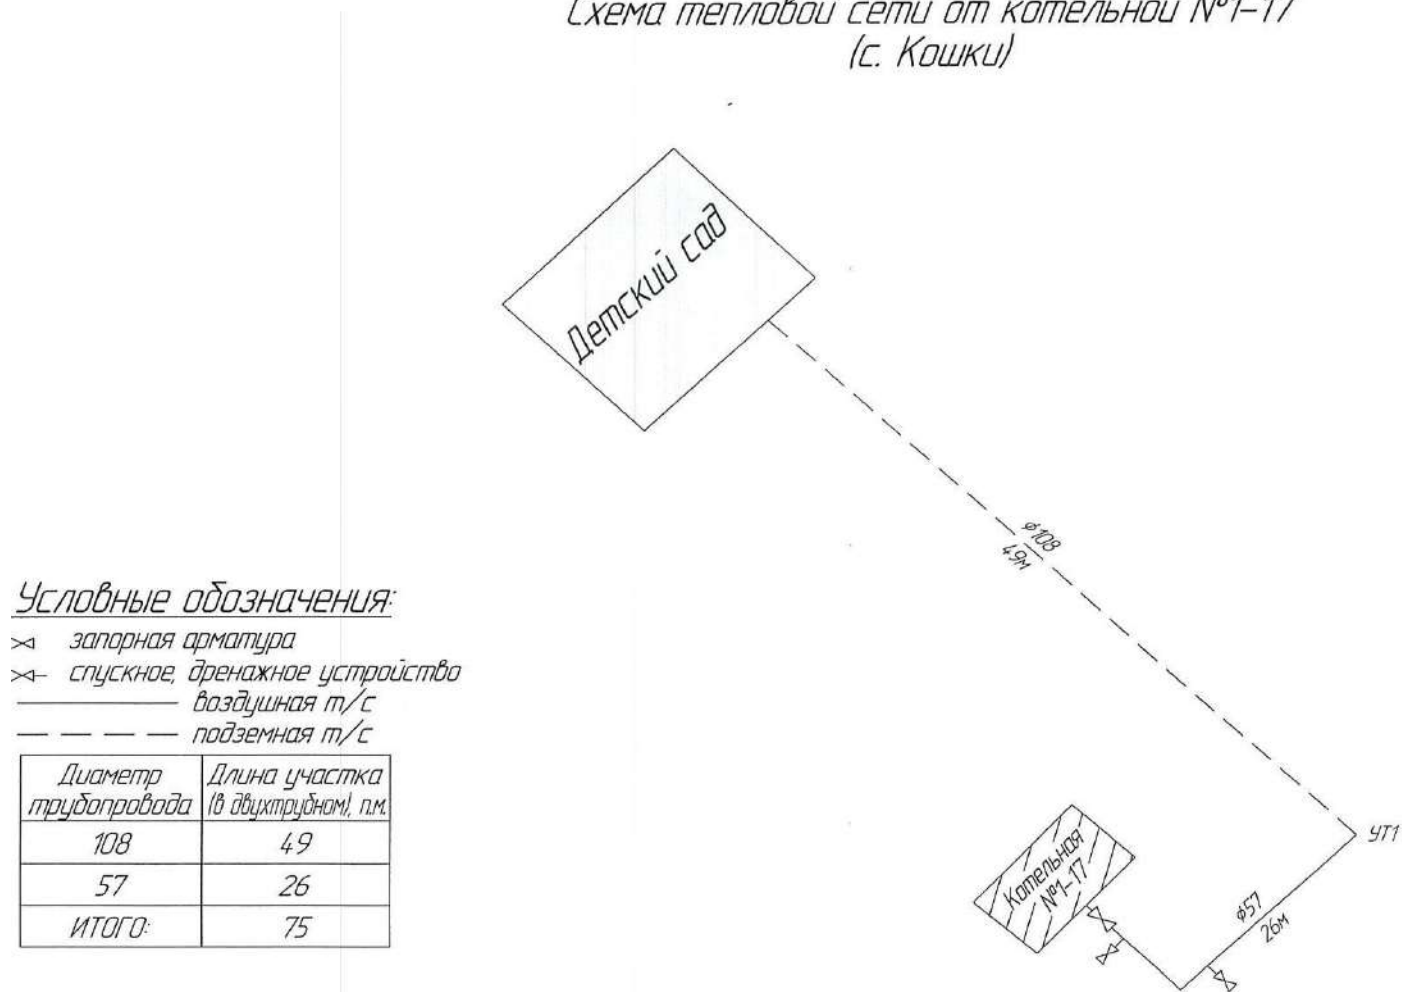 Схема тепловой сети от котельной №1-17
(с. Кошки)
Детский сад
ø108
49м
Условные обозначения:
запорная арматура
спускное, дренажное устройство
воздушная т/с
подземная т/с
Диаметр трубопровода
Длина участка (в двухтрубном), п.м.
108
49
57
26
ИТОГО:
75
Котельная
№1-17
ø57
26м
УТ1